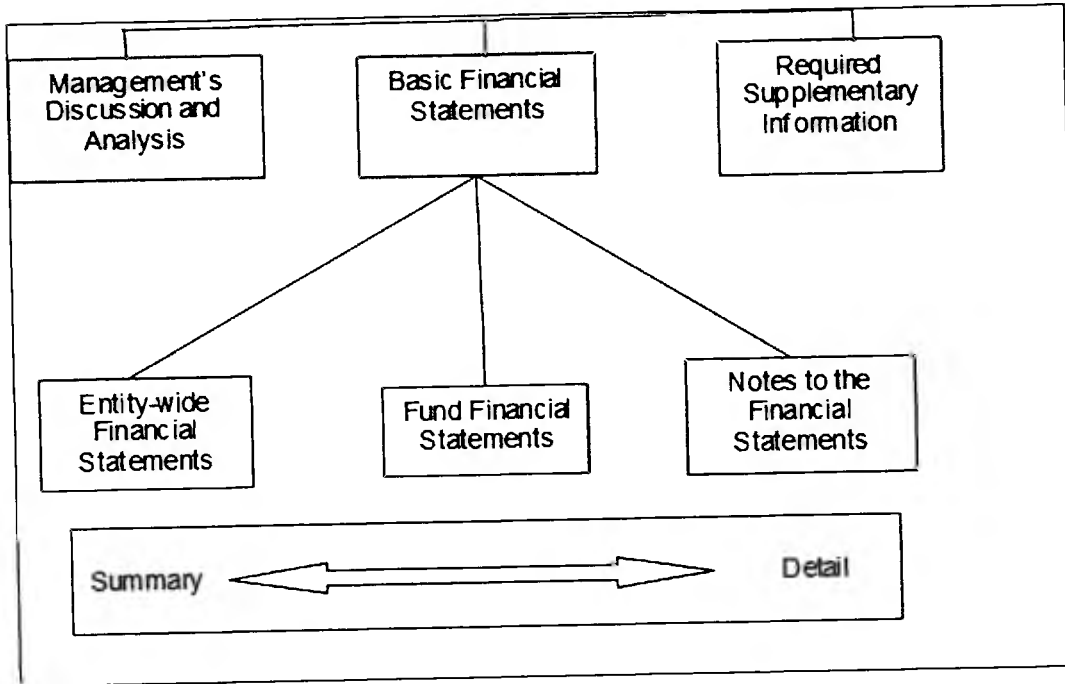 Management's
Discussion and
Analysis
Basic Financial
Statements
Required
Supplementary
Information
Entity-wide
Financial
Statements
Fund Financial
Statements
Notes to the
Financial
Statements
Summary
Detail